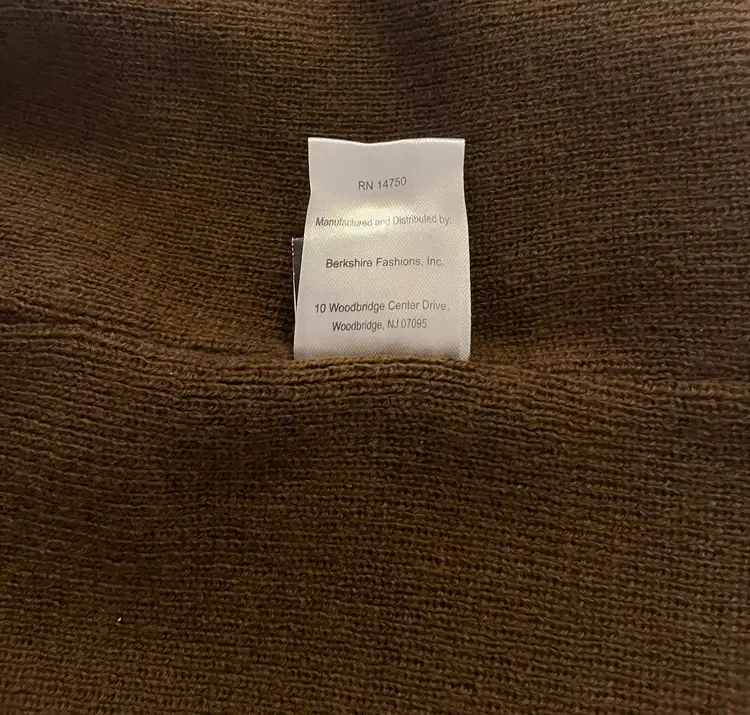 RN 14750
Manufactured and Distributed by:
Berkshire Fashions, Inc.
10 Woodbridge Center Drive,
Woodbridge, NJ 07095